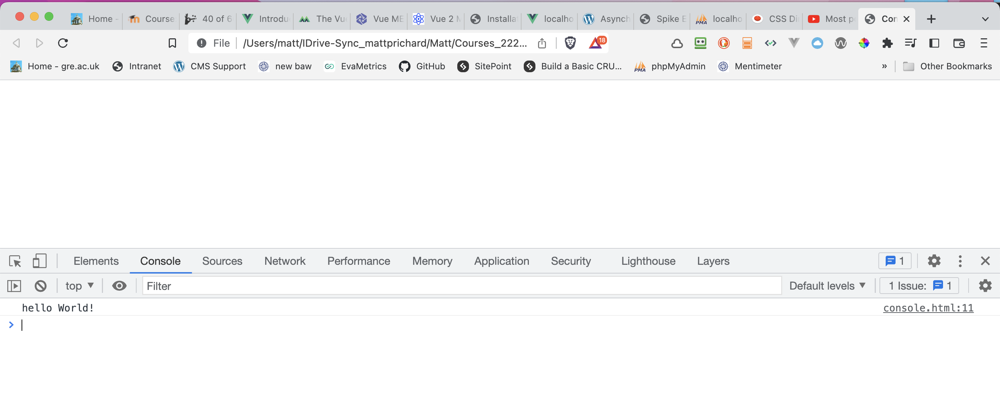 Home - Course 40 of 6 Introdu The Vue Vue ME Vue 2 M Installat localho Asynch Spike E localho CSS Di Most p Con
File /Users/matt/IDrive-Sync_mattprichard/Matt/Courses_222... 18
Home - gre.ac.uk Intranet CMS Support new baw EvaMetrics GitHub SitePoint Build a Basic CRU... PMA phpMyAdmin Mentimeter » Other Bookmarks
Elements Console Sources Network Performance Memory Application Security Lighthouse Layers 1
top Filter Default levels 1 Issue: 1
hello World! console.html:11